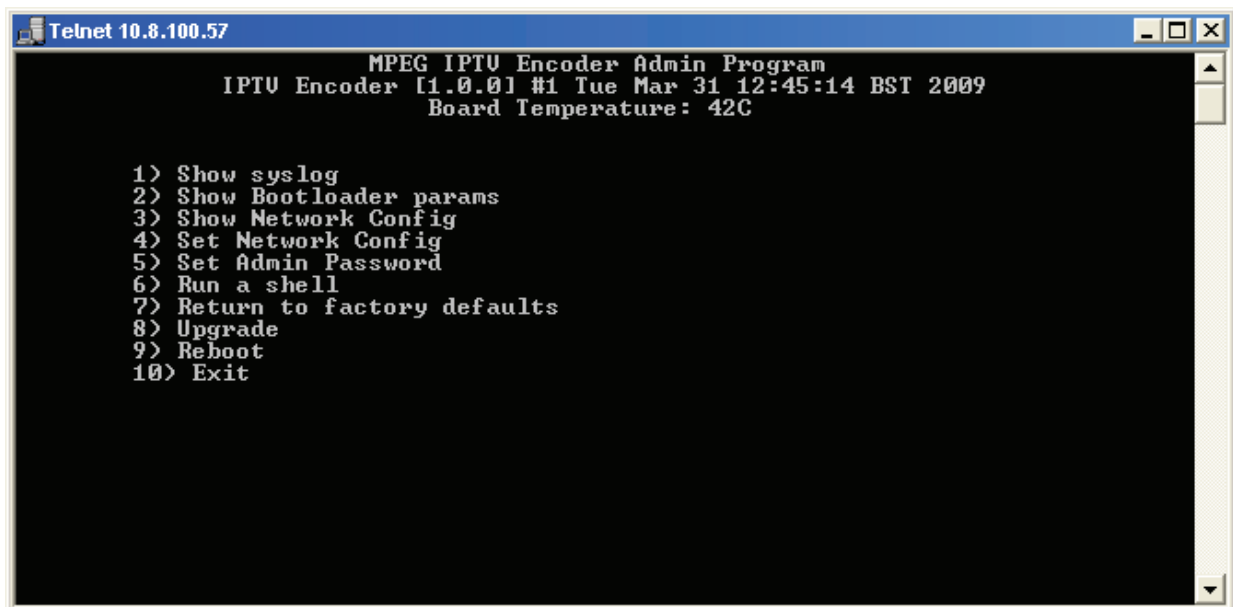 Telnet 10.8.100.57
MPEG IPTV Encoder Admin Program
IPTV Encoder [1.0.0] #1 Tue Mar 31 12:45:14 BST 2009
Board Temperature: 42C
1) Show syslog
2) Show Bootloader params
3) Show Network Config
4) Set Network Config
5) Set Admin Password
6) Run a shell
7) Return to factory defaults
8) Upgrade
9) Reboot
10) Exit